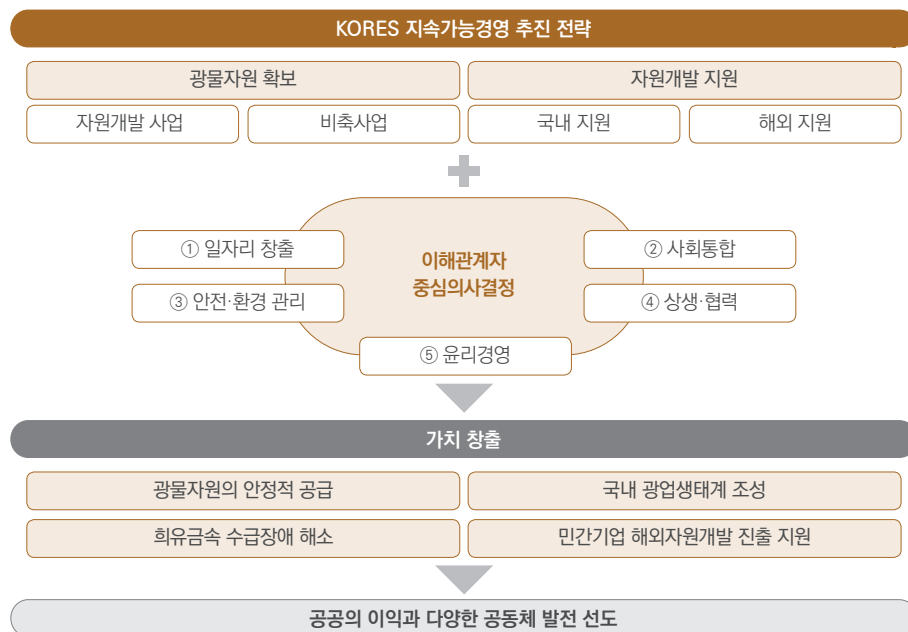 KORES 지속가능경영 추진 전략
광물자원 확보
자원개발 지원
자원개발 사업
비축사업
국내 지원
해외 지원
① 일자리 창출
② 사회통합
이해관계자
중심의사결정
③ 안전·환경 관리
④ 상생·협력
⑤ 윤리경영
가치 창출
광물자원의 안정적 공급
국내 광업생태계 조성
희유금속 수급장애 해소
민간기업 해외자원개발 진출 지원
공공의 이익과 다양한 공동체 발전 선도